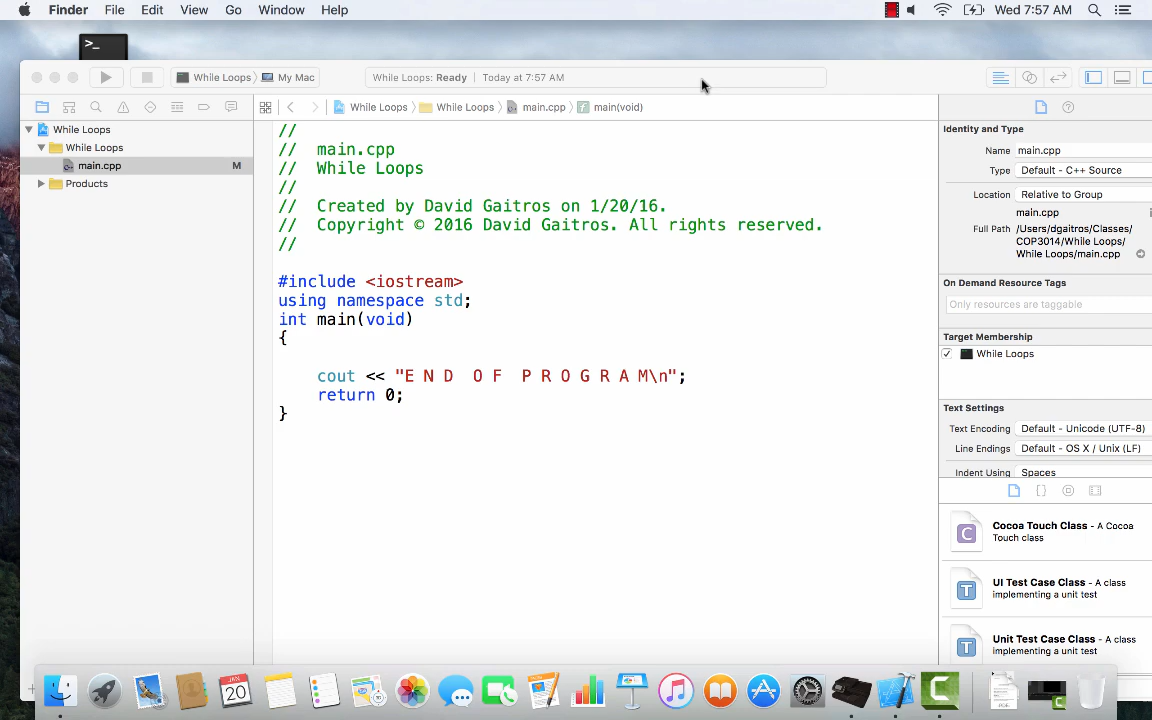 Finder File Edit View Go Window Help Wed 7:57 AM
>_
While Loops 〉 My Mac While Loops: Ready | Today at 7:57 AM
While Loops 〉 While Loops 〉 main.cpp 〉 main(void)
While Loops
While Loops
main.cpp M
Products
//
// main.cpp
// While Loops
//
// Created by David Gaitros on 1/20/16.
// Copyright © 2016 David Gaitros. All rights reserved.
//
#include <iostream>
using namespace std;
int main(void)
{
cout << "E N D  O F  P R O G R A M\n";
return 0;
}
Identity and Type
Name main.cpp
Type Default - C++ Source
Location Relative to Group
main.cpp
Full Path /Users/dgaitros/Classes/
COP3014/While Loops/
While Loops/main.cpp
On Demand Resource Tags
Only resources are taggable
Target Membership
While Loops
Text Settings
Text Encoding Default - Unicode (UTF-8)
Line Endings Default - OS X / Unix (LF)
Indent Using Spaces
{}
C
Cocoa Touch Class - A Cocoa
Touch class
T
UI Test Case Class - A class
implementing a unit test
T
Unit Test Case Class - A class
implementing a unit test
JAN
20
C